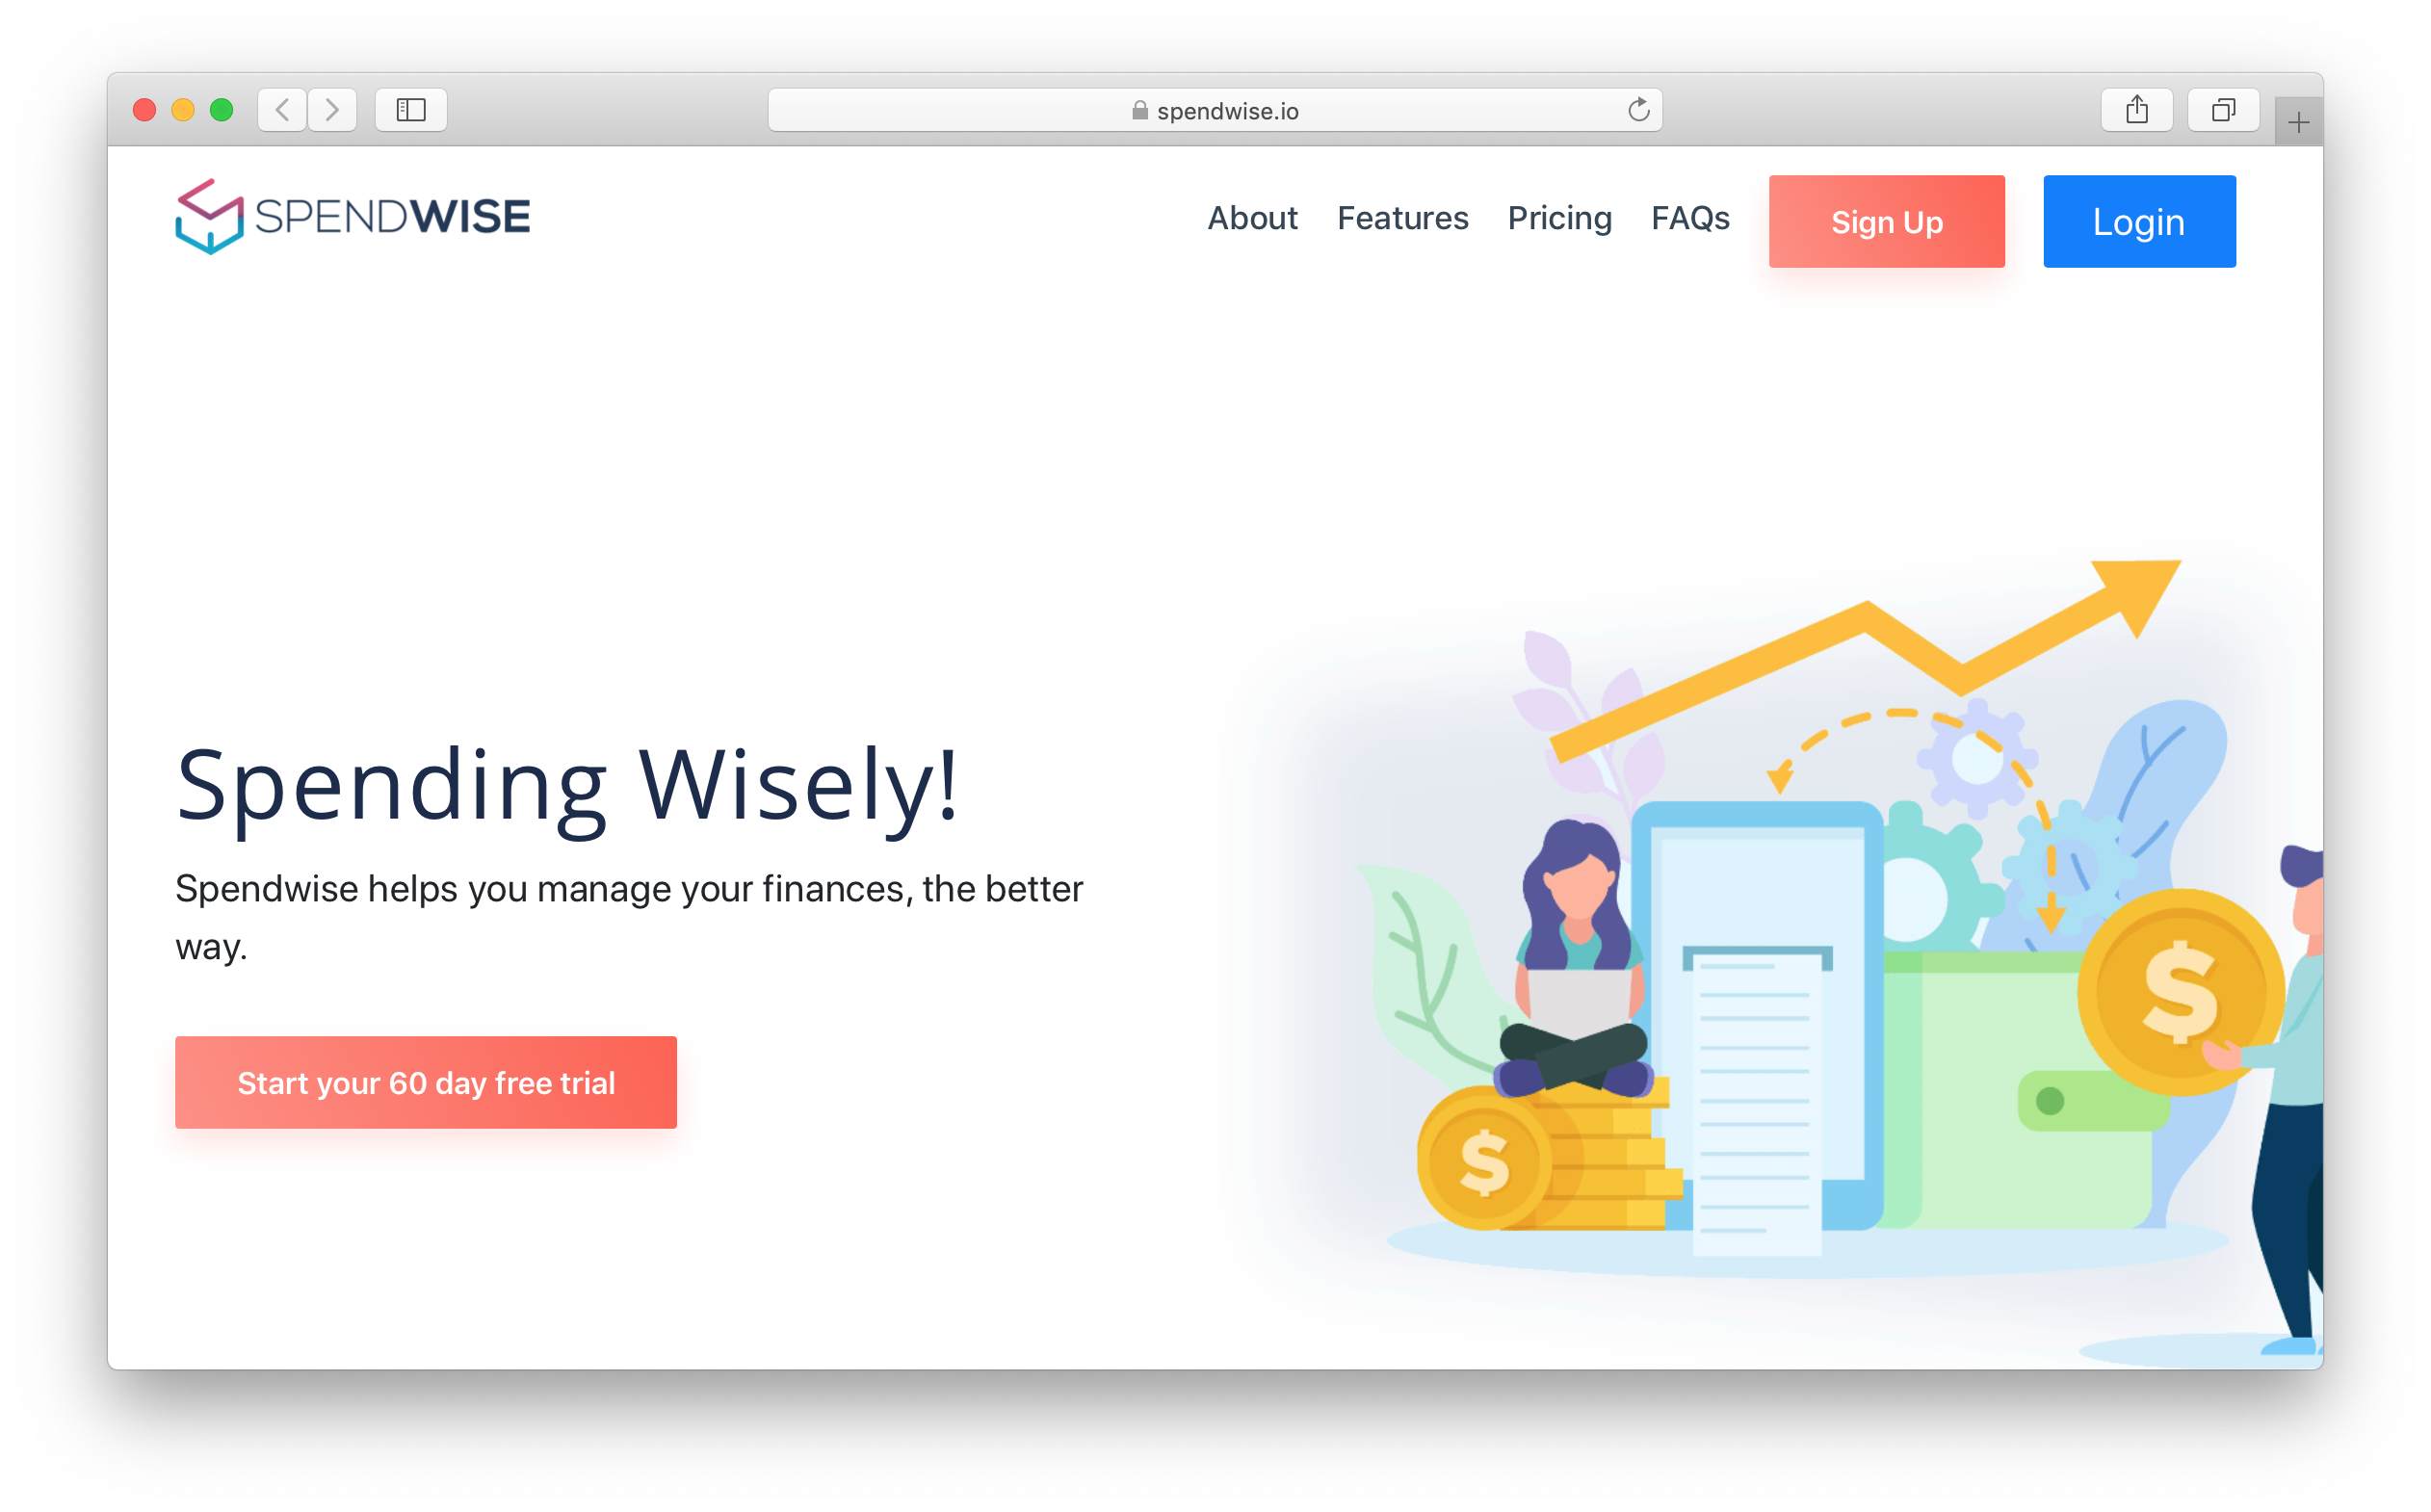 spendwise.io
SPENDWISE
About Features Pricing FAQs Sign Up Login
Spending Wisely!
Spendwise helps you manage your finances, the better
way.
Start your 60 day free trial
$
$